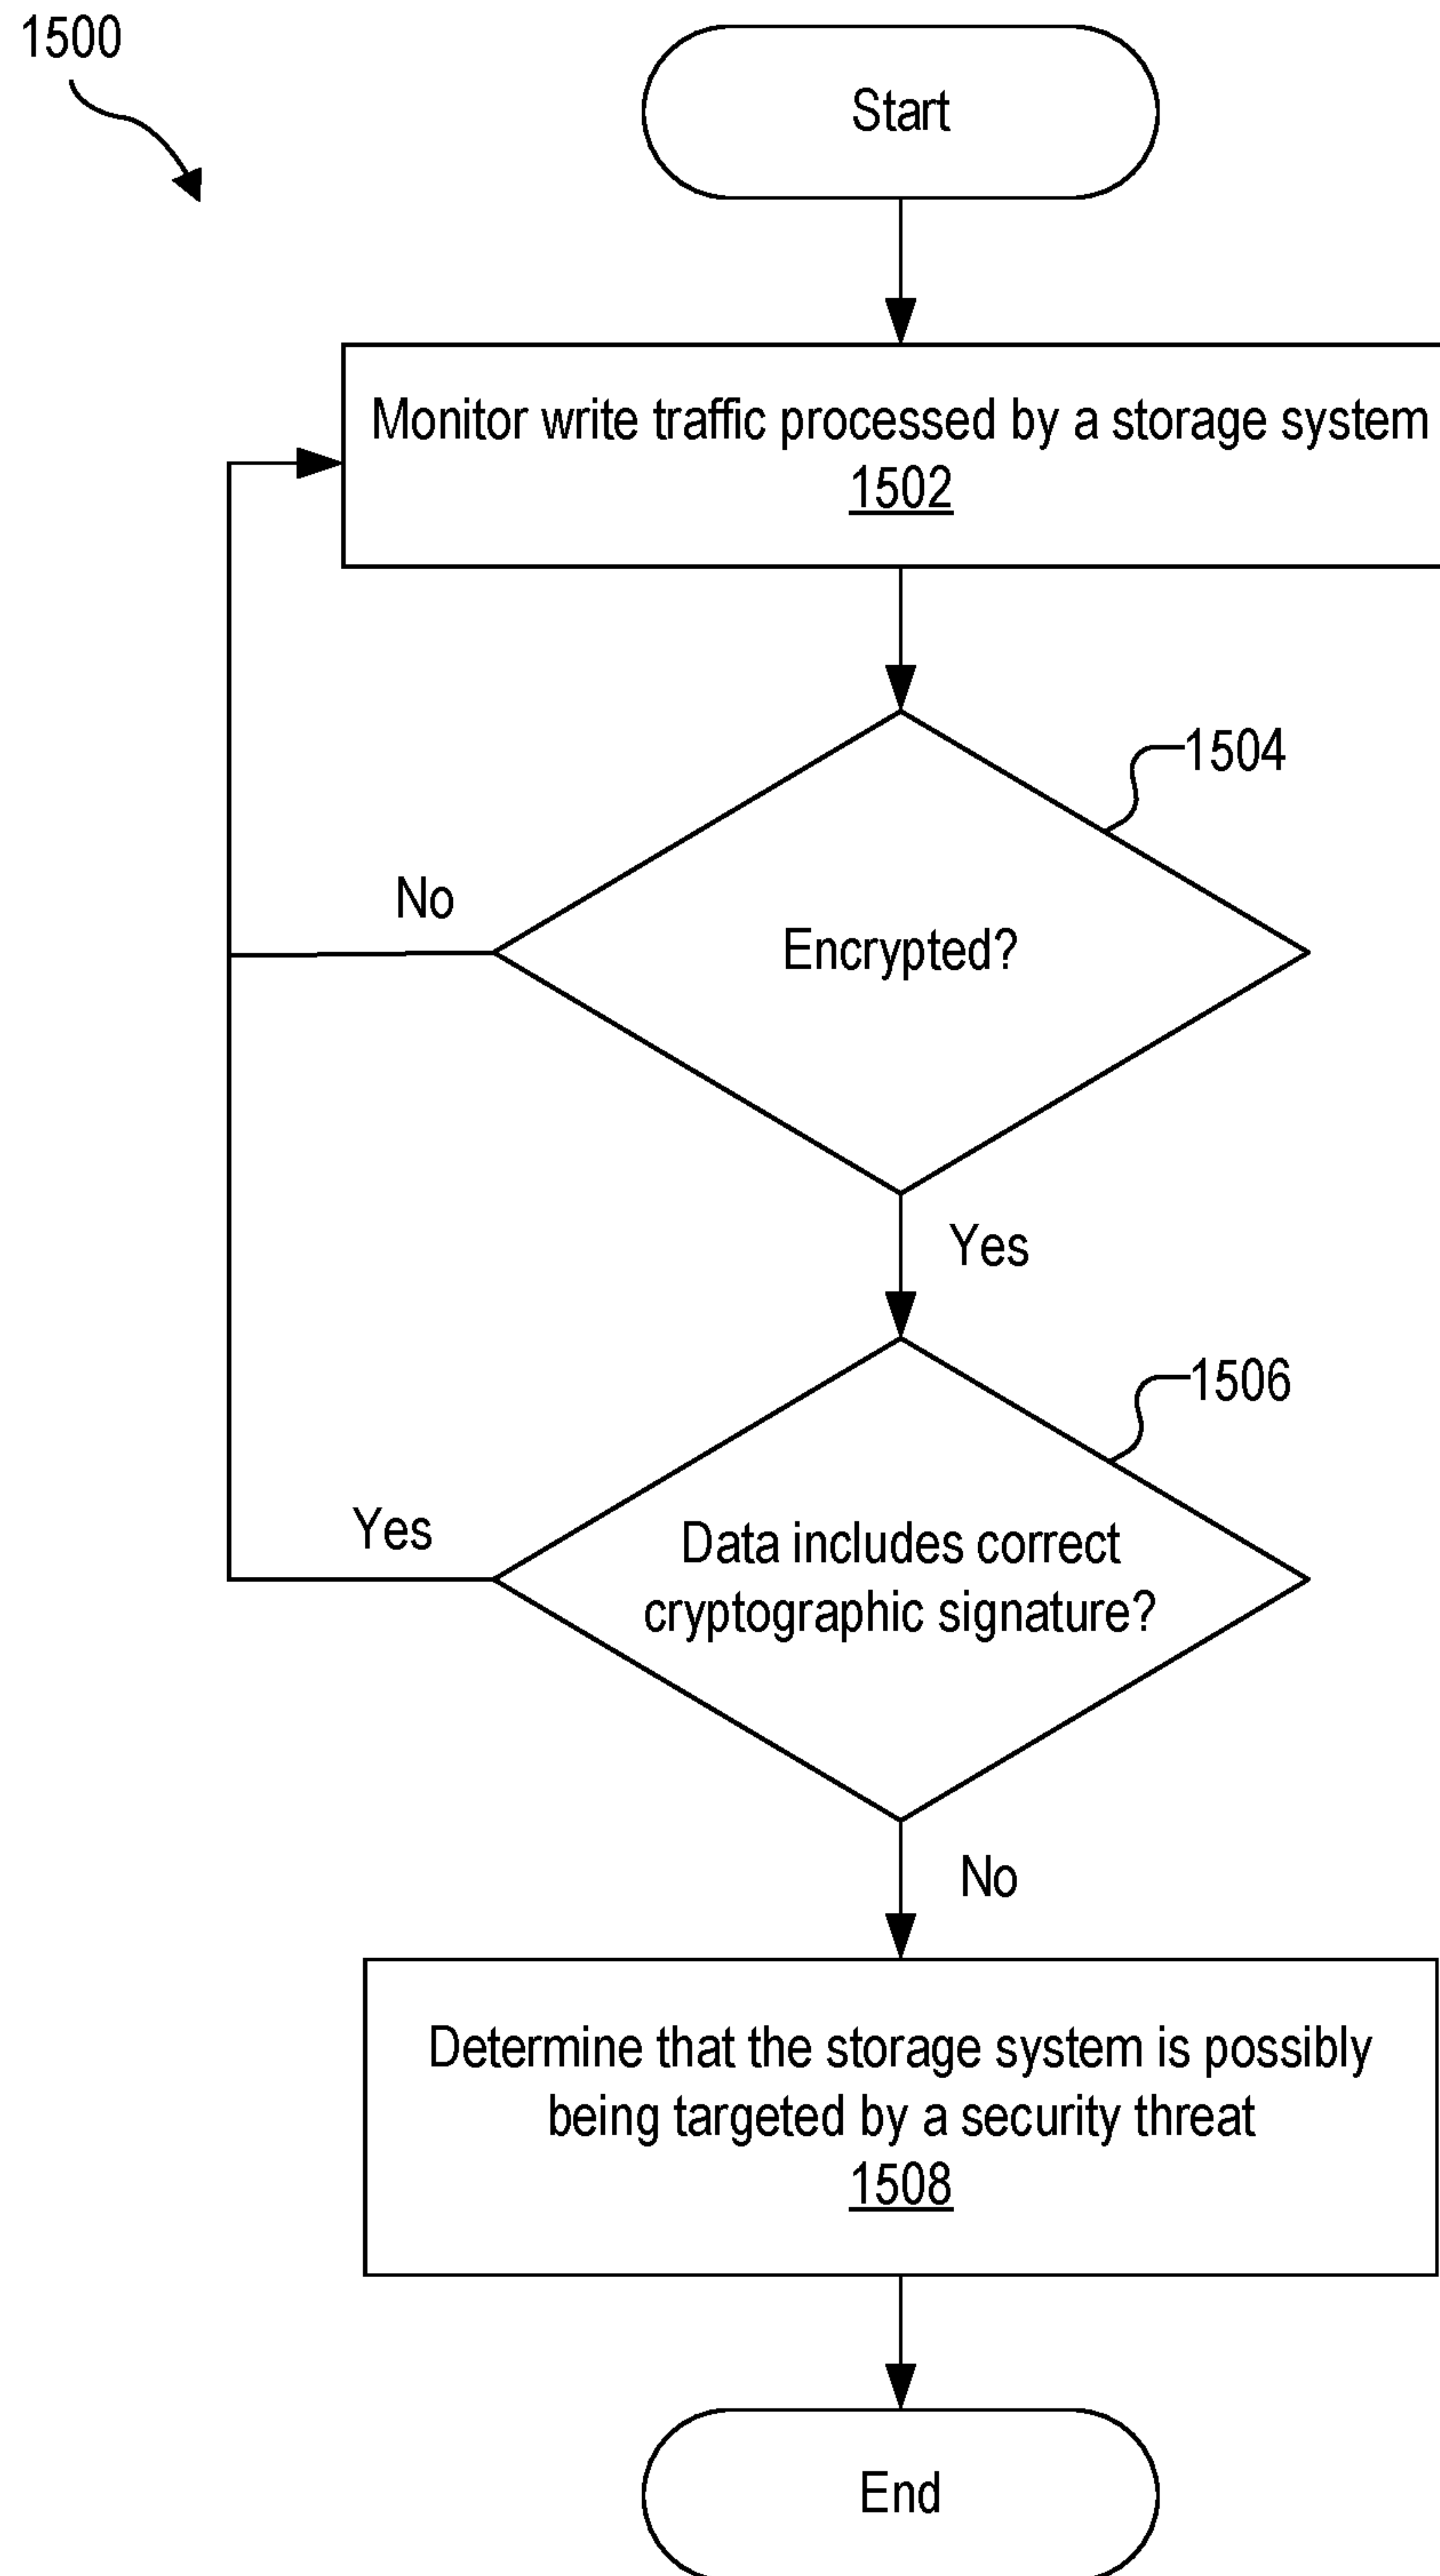 1500
Start
Monitor write traffic processed by a storage system
1502
1504
No
Encrypted?
Yes
1506
Yes
Data includes correct
cryptographic signature?
No
Determine that the storage system is possibly
being targeted by a security threat
1508
End